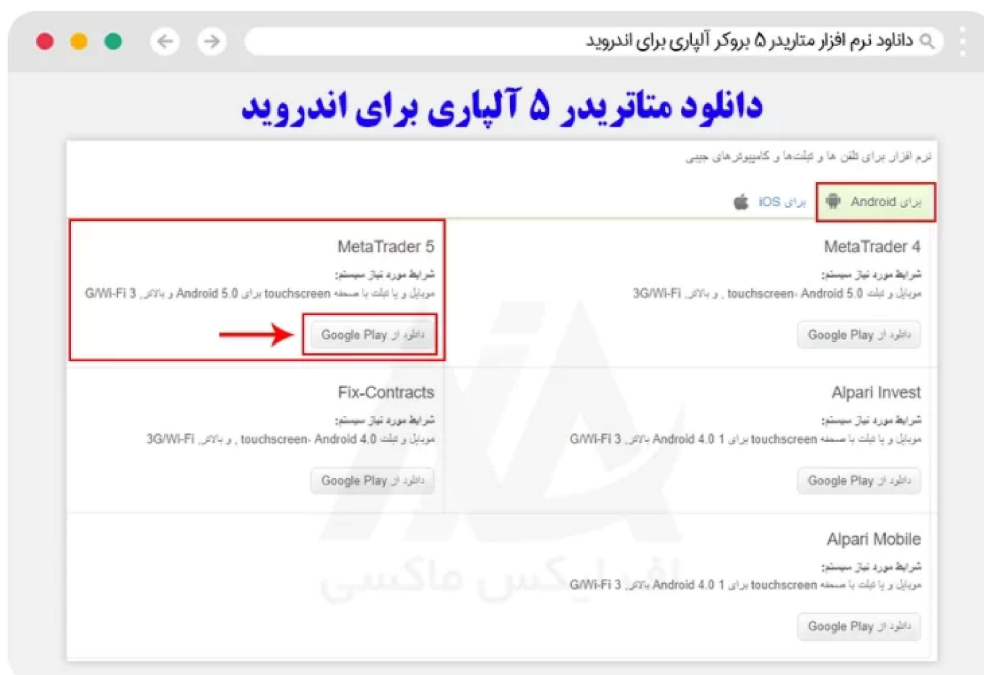 دانلود نرم افزار متاریدر ۵ بروکر آلپاری برای اندروید
دانلود متاتریدر ۵ آلپاری برای اندروید
نرم افزار برای تلفن ها و تبلت‌ها و کامپیوترهای جیبی
برای Android
برای iOS
MetaTrader 4
شرایط مورد نیاز سیستم:
موبایل و تبلت touchscreen، Android 5.0 و بالاتر, 3G/Wi-Fi
دانلود از Google Play
MetaTrader 5
شرایط مورد نیاز سیستم:
موبایل و یا تبلت با صفحه touchscreen برای Android 5.0 و بالاتر, 3 G/Wi-Fi
دانلود از Google Play
Alpari Invest
شرایط مورد نیاز سیستم:
موبایل و یا تبلت با صفحه touchscreen برای Android 4.0 1 بالاتر, 3 G/Wi-Fi
دانلود از Google Play
Fix-Contracts
شرایط مورد نیاز سیستم:
موبایل و تبلت touchscreen، Android 4.0 و بالاتر, 3G/Wi-Fi
دانلود از Google Play
Alpari Mobile
شرایط مورد نیاز سیستم:
موبایل و یا تبلت با صفحه touchscreen برای Android 4.0 1 بالاتر, 3 G/Wi-Fi
دانلود از Google Play
افیکس ماکسی